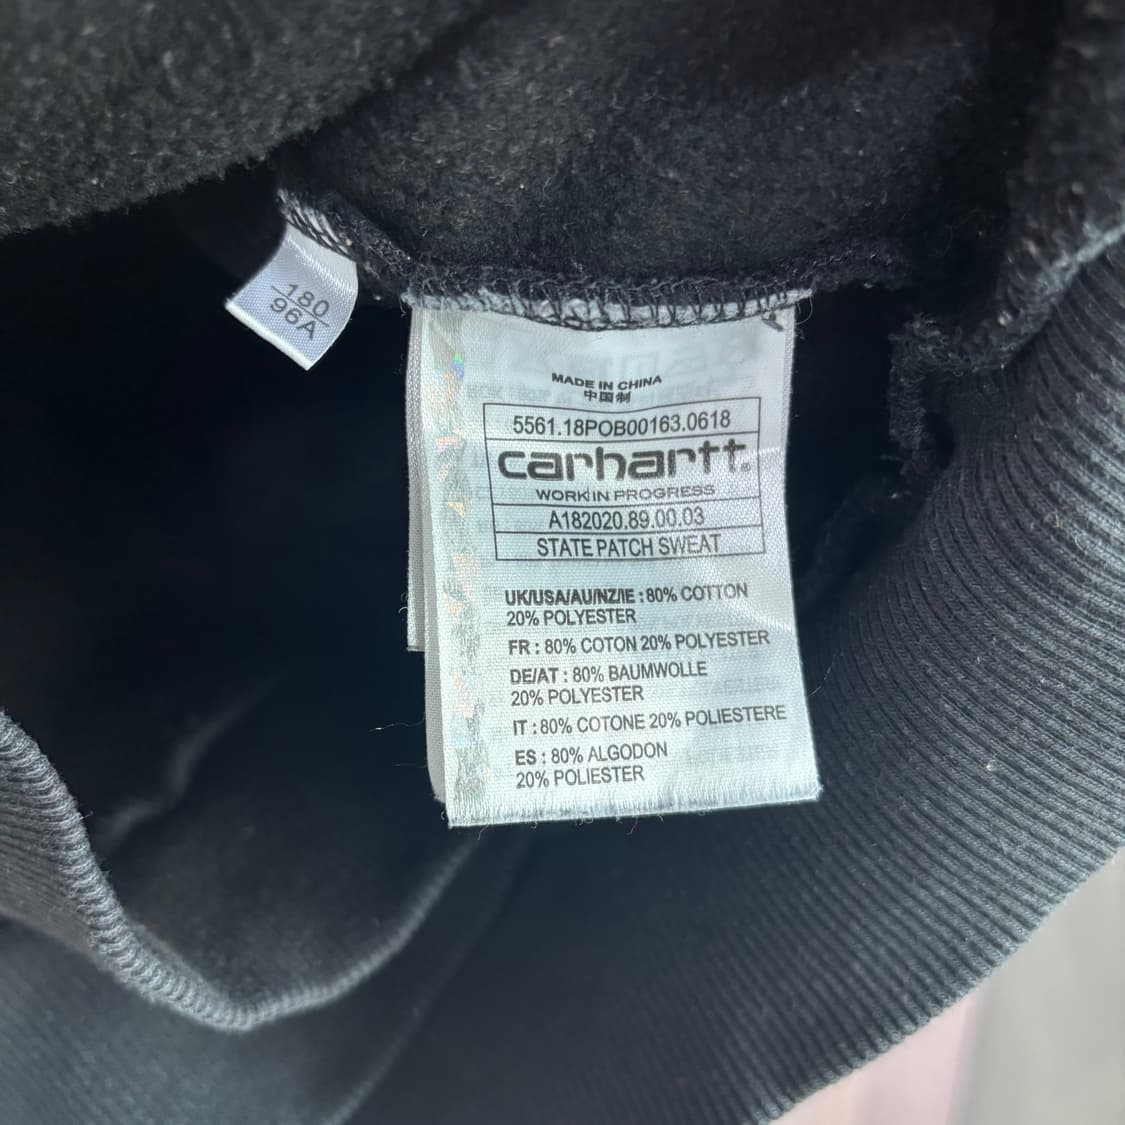 180
96A
MADE IN CHINA
中国制
5561.18POB00163.0618
carhartt.
WORK IN PROGRESS
A182020.89.00.03
STATE PATCH SWEAT
UK/USA/AU/NZ/IE : 80% COTTON
20% POLYESTER
FR : 80% COTON 20% POLYESTER
DE/AT : 80% BAUMWOLLE
20% POLYESTER
IT : 80% COTONE 20% POLIESTERE
ES : 80% ALGODON
20% POLIESTER